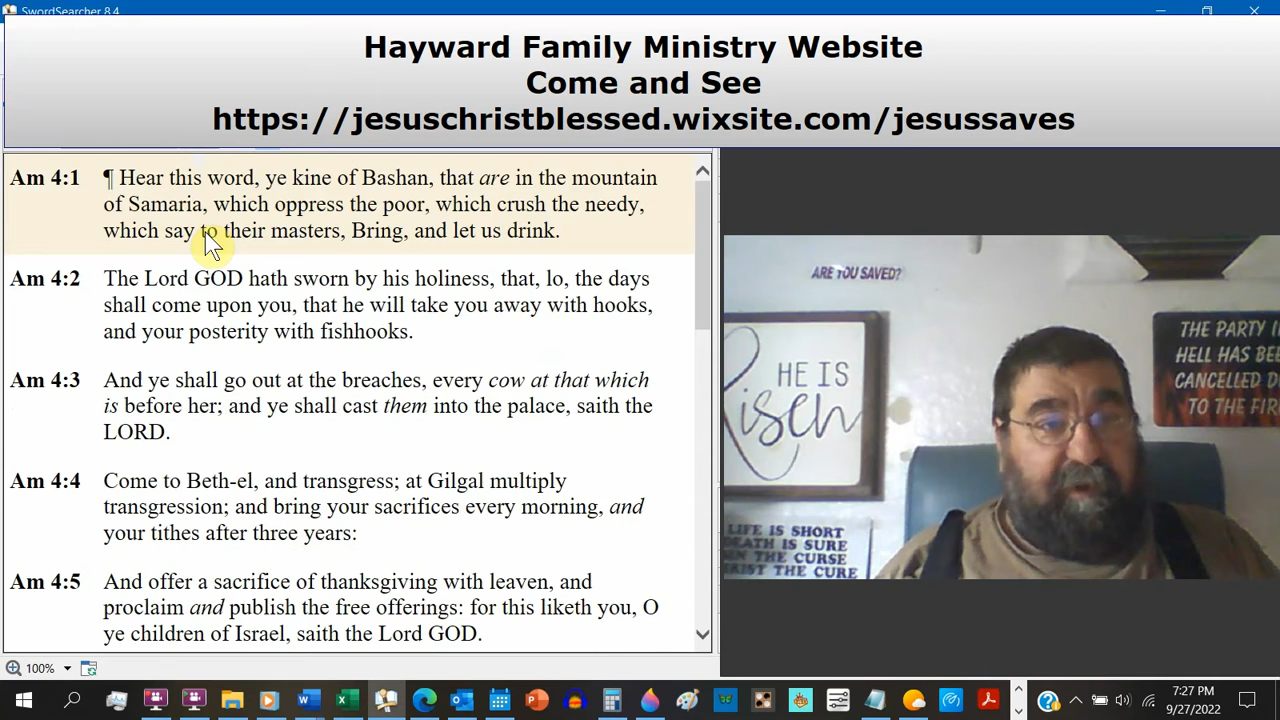 SwordSearcher 8.4
Hayward Family Ministry Website
Come and See
https://jesuschristblessed.wixsite.com/jesussaves
Am 4:1 ¶ Hear this word, ye kine of Bashan, that are in the mountain
of Samaria, which oppress the poor, which crush the needy,
which say to their masters, Bring, and let us drink.
Am 4:2 The Lord GOD hath sworn by his holiness, that, lo, the days
shall come upon you, that he will take you away with hooks,
and your posterity with fishhooks.
Am 4:3 And ye shall go out at the breaches, every cow at that which
is before her; and ye shall cast them into the palace, saith the
LORD.
Am 4:4 Come to Beth-el, and transgress; at Gilgal multiply
transgression; and bring your sacrifices every morning, and
your tithes after three years:
Am 4:5 And offer a sacrifice of thanksgiving with leaven, and
proclaim and publish the free offerings: for this liketh you, O
ye children of Israel, saith the Lord GOD.
100%
ARE YOU SAVED?
HE IS
Risen
THE PARTY
HELL HAS
CANCELLED
TO THE
LIFE IS SHORT
DEATH IS SURE
THE CURSE
THE CURE
7:27 PM
9/27/2022